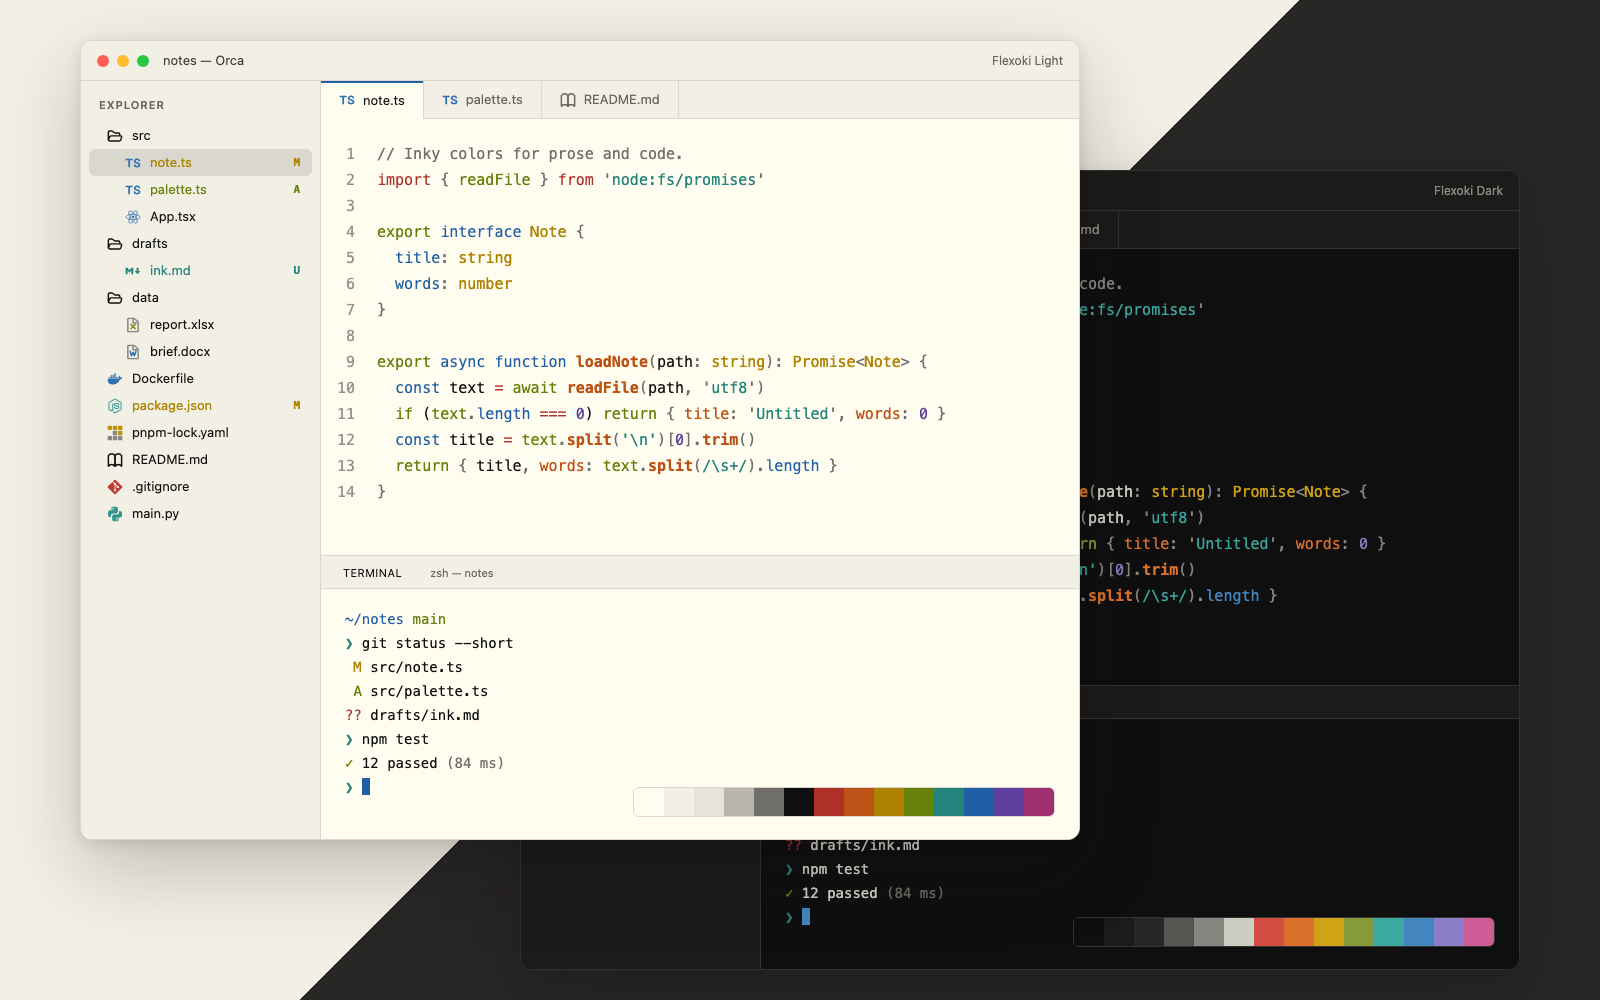 notes — Orca
Flexoki Light
EXPLORER
src
TS note.ts M
TS palette.ts A
App.tsx
drafts
M↓ ink.md U
data
report.xlsx
brief.docx
Dockerfile
package.json M
pnpm-lock.yaml
README.md
.gitignore
main.py
TS note.ts
TS palette.ts
README.md
1 // Inky colors for prose and code.
2 import { readFile } from 'node:fs/promises'
3
4 export interface Note {
5 title: string
6 words: number
7 }
8
9 export async function loadNote(path: string): Promise<Note> {
10 const text = await readFile(path, 'utf8')
11 if (text.length === 0) return { title: 'Untitled', words: 0 }
12 const title = text.split('\n')[0].trim()
13 return { title, words: text.split(/\s+/).length }
14 }
TERMINAL zsh — notes
~/notes main
❯ git status --short
M src/note.ts
A src/palette.ts
?? drafts/ink.md
❯ npm test
✓ 12 passed (84 ms)
❯
Flexoki Dark
md
code.
e:fs/promises'
e(path: string): Promise<Note> {
(path, 'utf8')
rn { title: 'Untitled', words: 0 }
n')[0].trim()
.split(/\s+/).length }
?? drafts/ink.md
❯ npm test
✓ 12 passed (84 ms)
❯